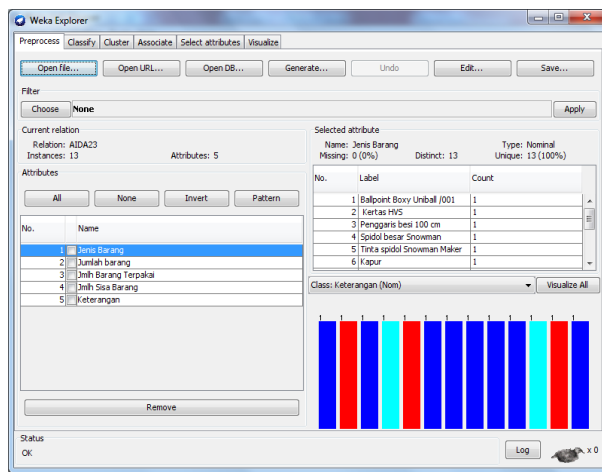 Weka Explorer
Preprocess Classify Cluster Associate Select attributes Visualize
Open file... Open URL... Open DB... Generate... Undo Edit... Save...
Filter
Choose None Apply
Current relation
Relation: AIDA23
Instances: 13 Attributes: 5
Attributes
All None Invert Pattern
No. Name
1 Jenis Barang
2 Jumlah barang
3 Jmlh Barang Terpakai
4 Jmlh Sisa Barang
5 Keterangan
Remove
Selected attribute
Name: Jenis Barang Type: Nominal
Missing: 0 (0%) Distinct: 13 Unique: 13 (100%)
No. Label Count
1 Ballpoint Boxy Uniball /001 1
2 Kertas HVS 1
3 Penggaris besi 100 cm 1
4 Spidol besar Snowman 1
5 Tinta spidol Snowman Maker 1
6 Kapur 1
Class: Keterangan (Nom) Visualize All
1 1 1 1 1 1 1 1 1 1 1 1 1
Status
OK
Log x 0